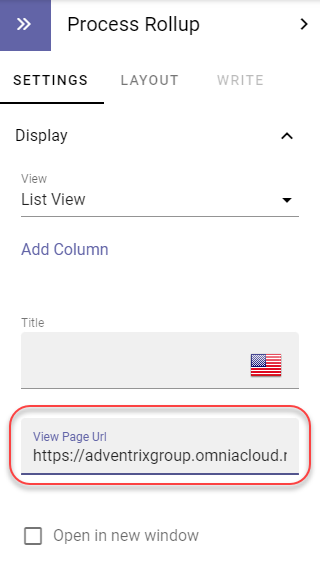 Process Rollup
SETTINGS LAYOUT WRITE
Display
View
List View
Add Column
Title
View Page Url
https://adventrixgroup.omniacloud.
Open in new window